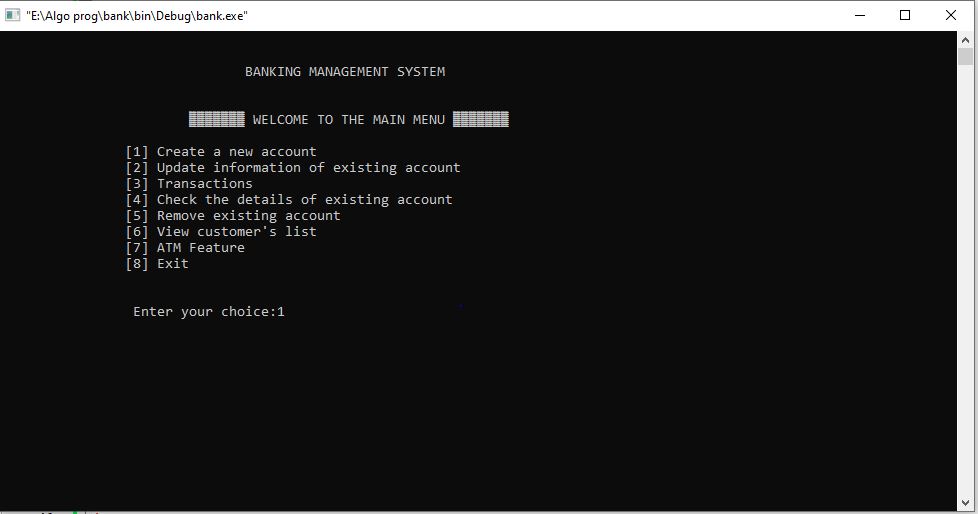 "E:\Algo prog\bank\bin\Debug\bank.exe"
BANKING MANAGEMENT SYSTEM
▓▓▓▓▓▓▓ WELCOME TO THE MAIN MENU ▓▓▓▓▓▓▓
[1] Create a new account
[2] Update information of existing account
[3] Transactions
[4] Check the details of existing account
[5] Remove existing account
[6] View customer's list
[7] ATM Feature
[8] Exit
Enter your choice:1